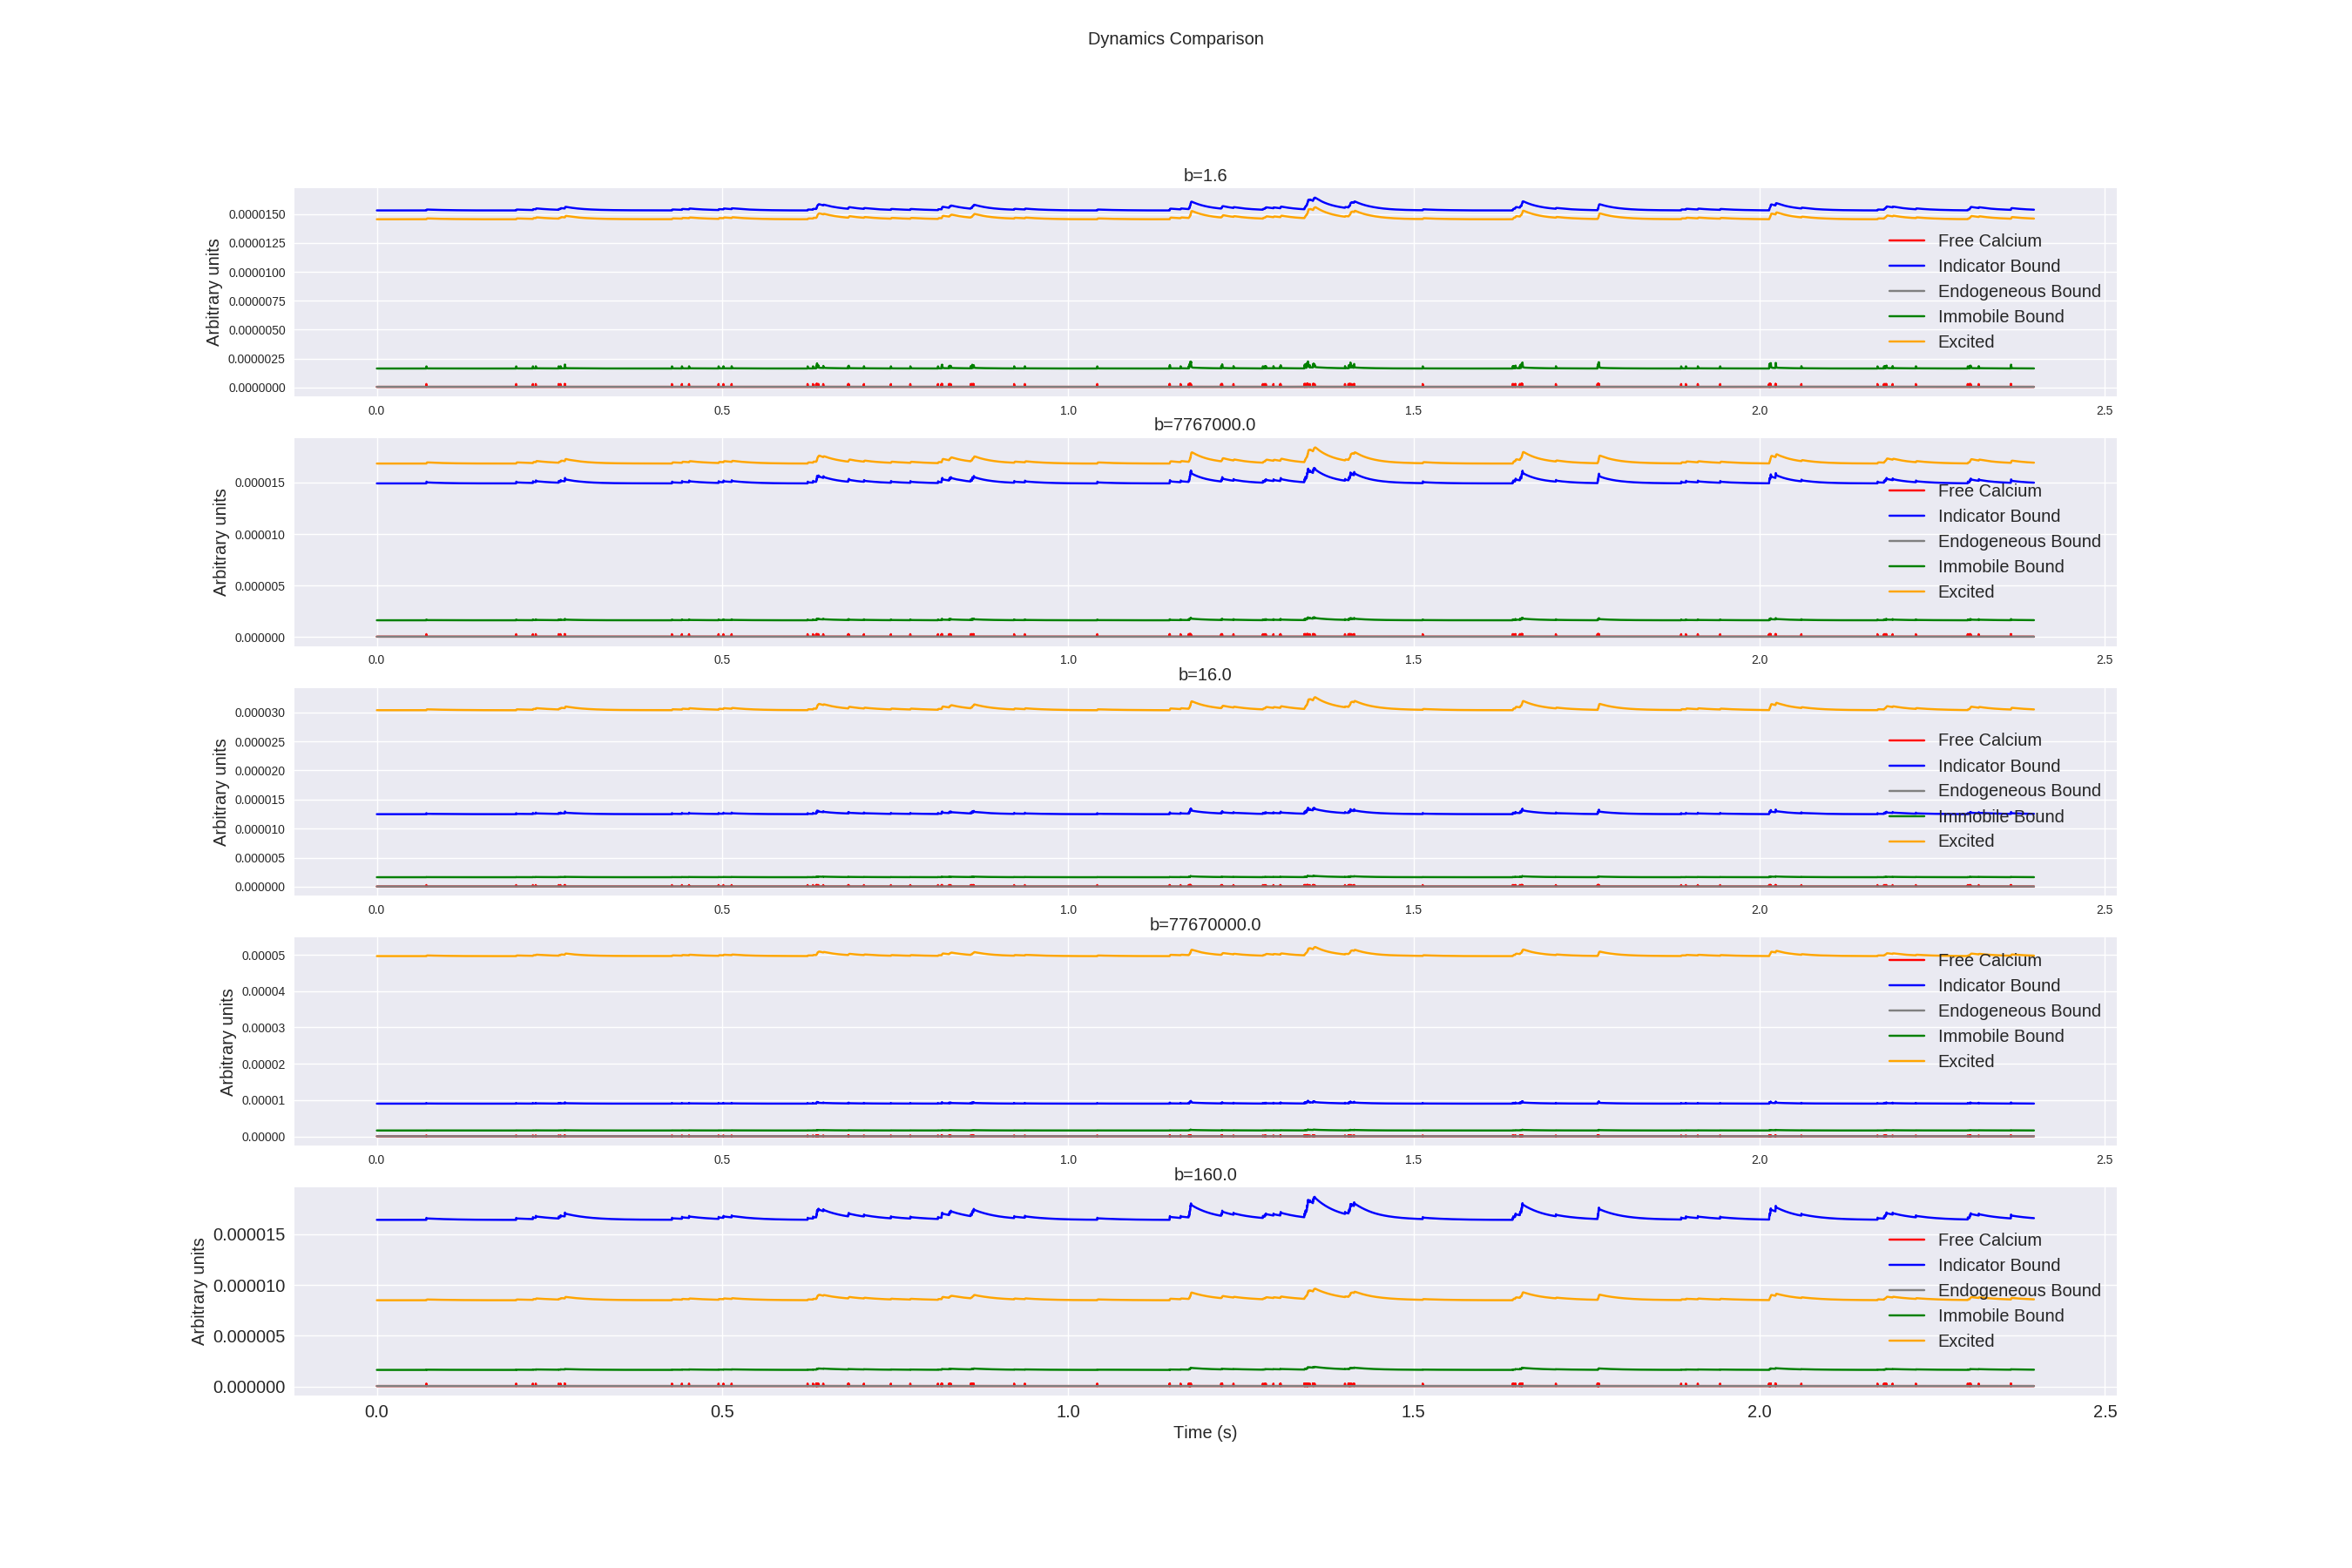 Dynamics Comparison
b=1.6
0.0000150
0.0000125
0.0000100
0.0000075
0.0000050
0.0000025
0.0000000
Arbitrary units
Free Calcium
Indicator Bound
Endogeneous Bound
Immobile Bound
Excited
0.0 0.5 1.0 1.5 2.0 2.5
b=7767000.0
0.000015
0.000010
0.000005
0.000000
Arbitrary units
Free Calcium
Indicator Bound
Endogeneous Bound
Immobile Bound
Excited
0.0 0.5 1.0 1.5 2.0 2.5
b=16.0
0.000030
0.000025
0.000020
0.000015
0.000010
0.000005
0.000000
Arbitrary units
Free Calcium
Indicator Bound
Endogeneous Bound
Immobile Bound
Excited
0.0 0.5 1.0 1.5 2.0 2.5
b=77670000.0
0.00005
0.00004
0.00003
0.00002
0.00001
0.00000
Arbitrary units
Free Calcium
Indicator Bound
Endogeneous Bound
Immobile Bound
Excited
0.0 0.5 1.0 1.5 2.0 2.5
b=160.0
0.000015
0.000010
0.000005
0.000000
Arbitrary units
Free Calcium
Indicator Bound
Endogeneous Bound
Immobile Bound
Excited
0.0 0.5 1.0 1.5 2.0 2.5
Time (s)